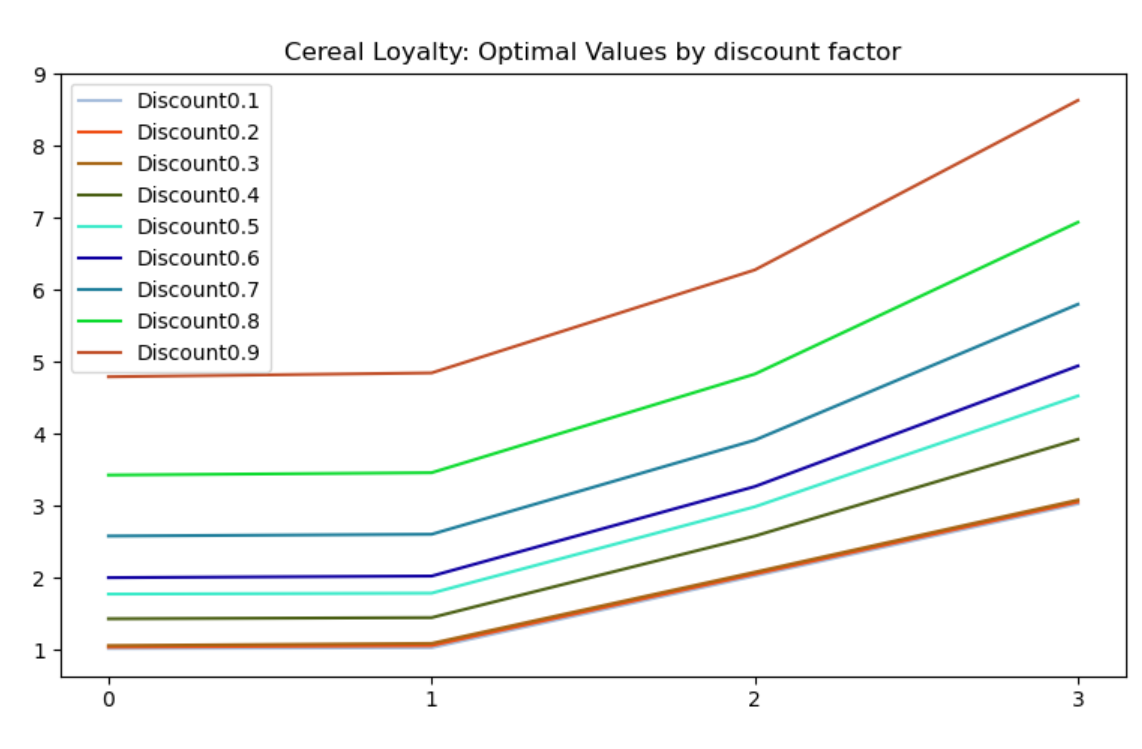 Cereal Loyalty: Optimal Values by discount factor
9
8
7
6
5
4
3
2
1
Discount0.1
Discount0.2
Discount0.3
Discount0.4
Discount0.5
Discount0.6
Discount0.7
Discount0.8
Discount0.9
0 1 2 3